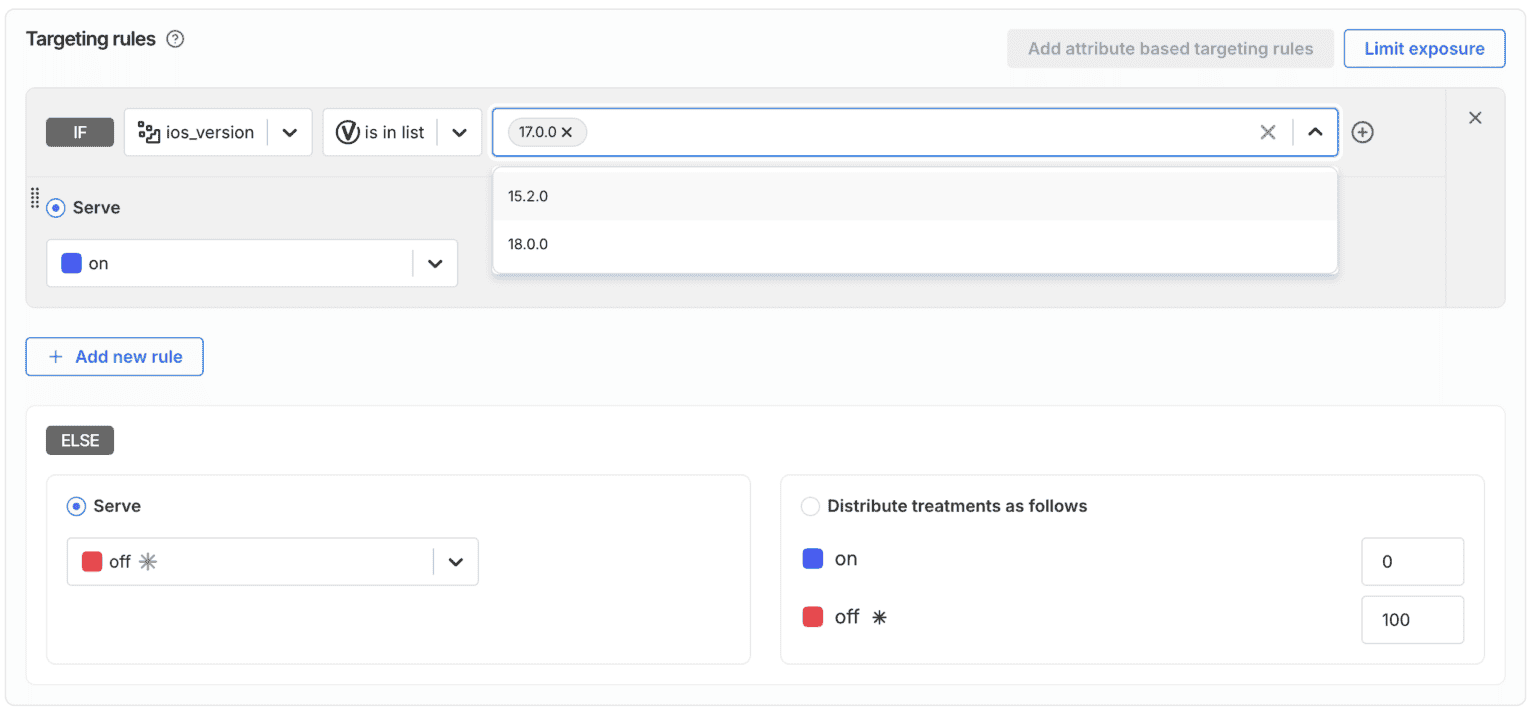 Targeting rules ?
Add attribute based targeting rules Limit exposure
IF ios_version V is in list 17.0.0
15.2.0
18.0.0
Serve
on
+ Add new rule
ELSE
Serve
off
Distribute treatments as follows
on 0
off 100